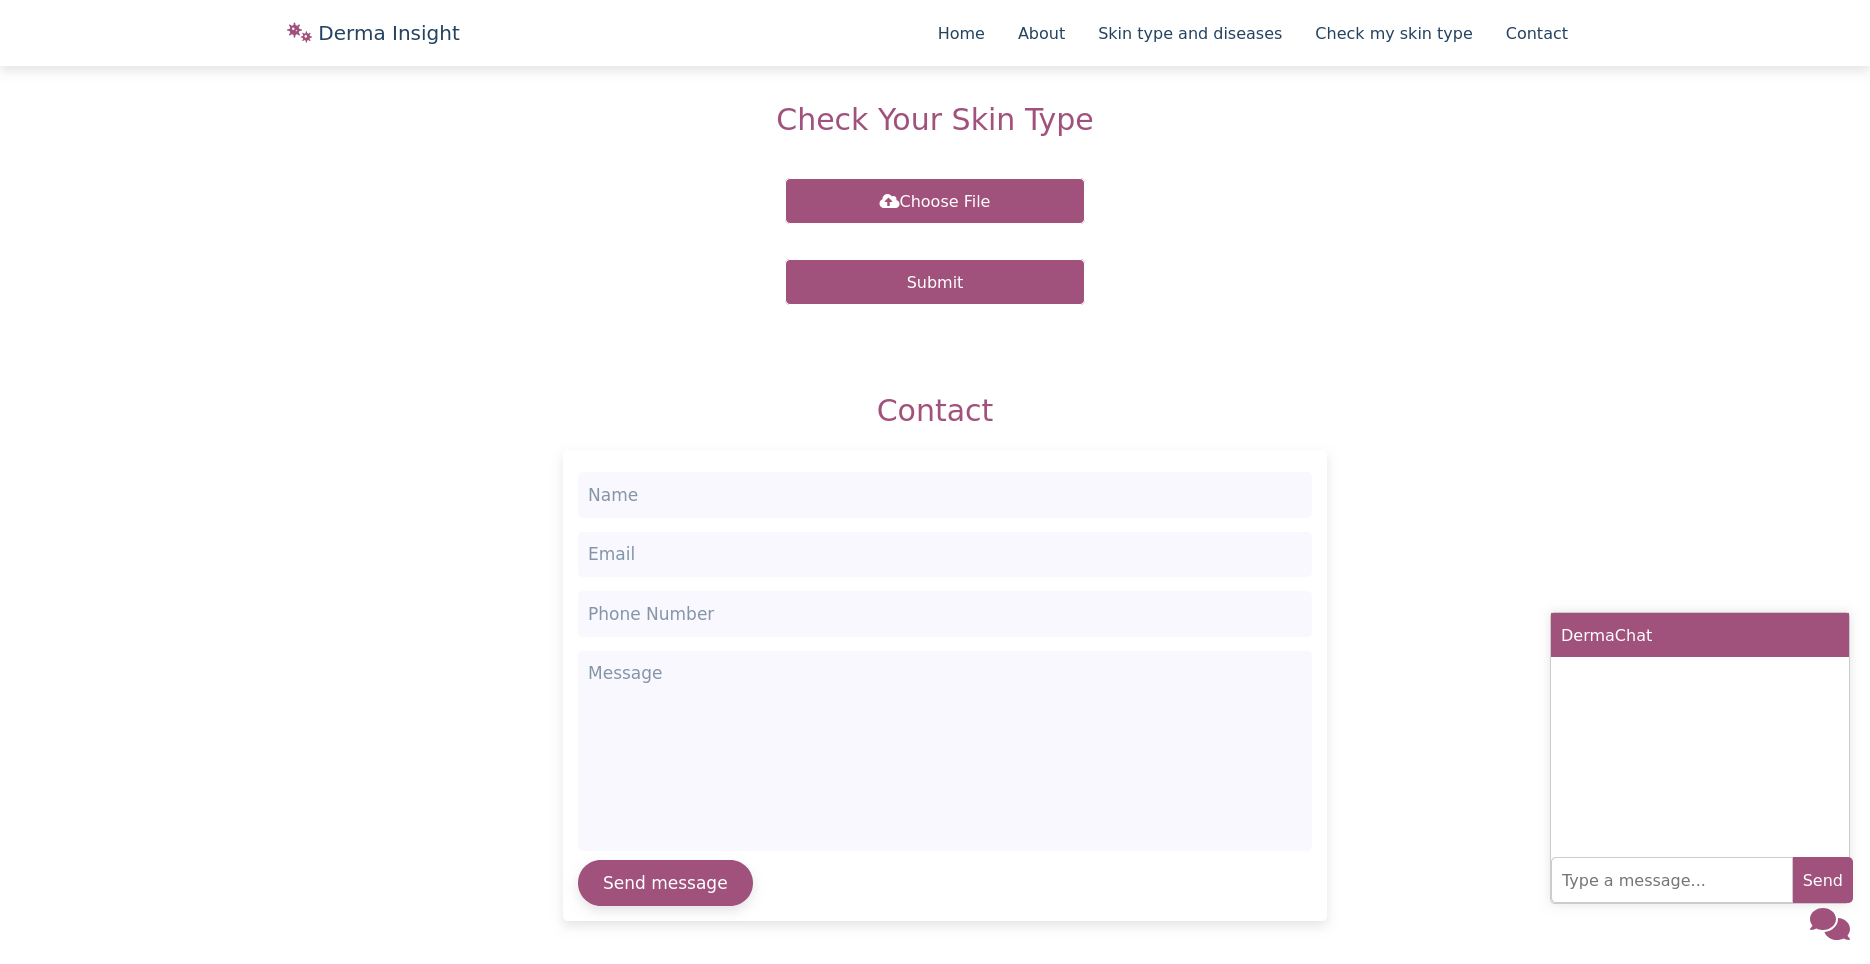 Derma Insight
Home About Skin type and diseases Check my skin type Contact
Check Your Skin Type
Choose File
Submit
Contact
Name
Email
Phone Number
Message
Send message
DermaChat
Type a message...
Send